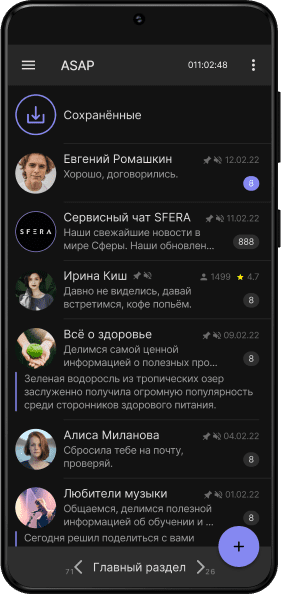 ASAP 011:02:48
Сохранённые
Евгений Ромашкин 12.02.22
Хорошо, договорились.
8
Сервисный чат SFERA 11.02.22
SFERA
Наши свежайшие новости в
мире Сферы. Наши обновлен...
888
Ирина Киш 1499 4.7
Давно не виделись, давай
встретимся, кофе попьём.
8
Всё о здоровье 09.02.22
Делимся самой ценной
информацией о полезных про...
8
Зеленая водоросль из тропических озер
заслуженно получила огромную популярность
среди сторонников здорового питания.
Алиса Миланова 04.02.22
Сбросила тебе на почту,
проверяй.
8
Любители музыки 01.02.22
Общаемся, делимся полезной
информацией об обучении и ...
8
Сегодня решил поделиться с вами
71 Главный раздел 26